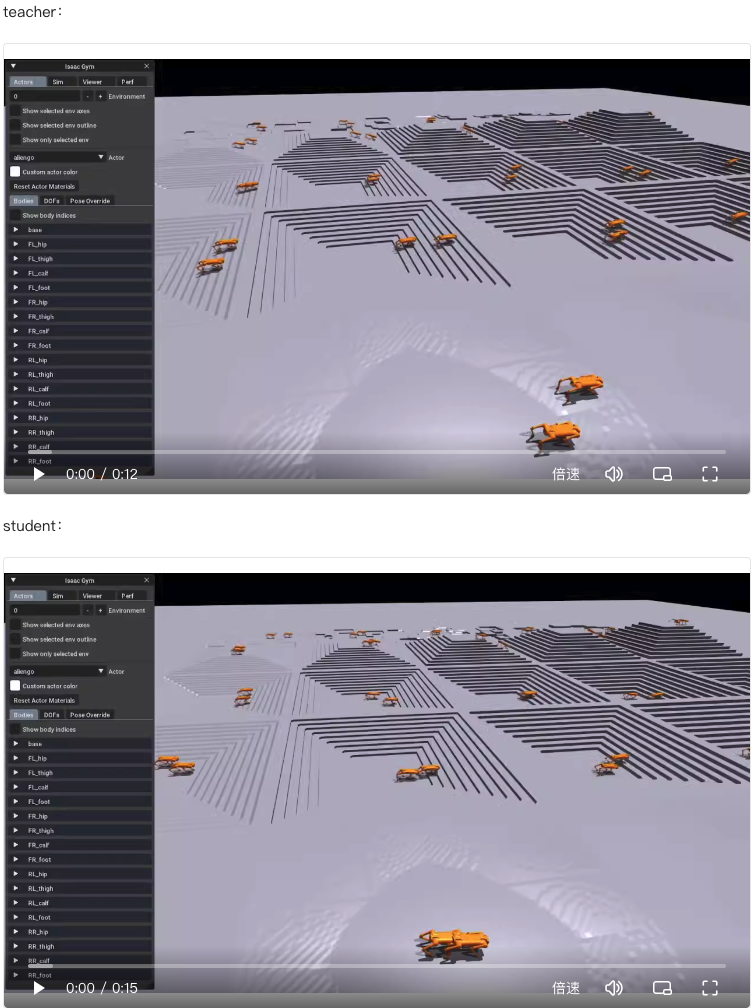 teacher：
Isaac Gym
Actors Sim Viewer Perf
0 - + Environment
Show selected env axes
Show selected env outline
Show only selected env
aliengo Actor
Custom actor color
Reset Actor Materials
Bodies DOFs Pose Override
Show body indices
base
FL_hip
FL_thigh
FL_calf
FL_foot
FR_hip
FR_thigh
FR_calf
FR_foot
RL_hip
RL_thigh
RL_calf
RL_foot
RR_hip
RR_thigh
RR_calf
RR_foot
0:00 / 0:12 倍速
student：
Isaac Gym
Actors Sim Viewer Perf
0 - + Environment
Show selected env axes
Show selected env outline
Show only selected env
aliengo Actor
Custom actor color
Reset Actor Materials
Bodies DOFs Pose Override
Show body indices
base
FL_hip
FL_thigh
FL_calf
FL_foot
FR_hip
FR_thigh
FR_calf
FR_foot
RL_hip
RL_thigh
RL_calf
RL_foot
RR_hip
RR_thigh
RR_calf
RR_foot
0:00 / 0:15 倍速